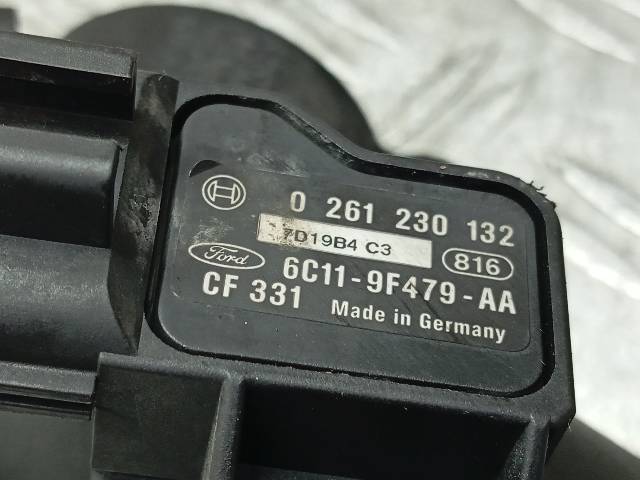 0 261 230 132
7D19B4 C3
816
Ford 6C11-9F479-AA
CF 331 Made in Germany